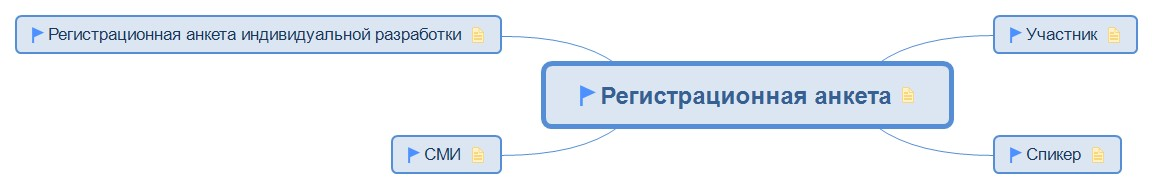 Регистрационная анкета индивидуальной разработки
Участник
Регистрационная анкета
СМИ
Спикер